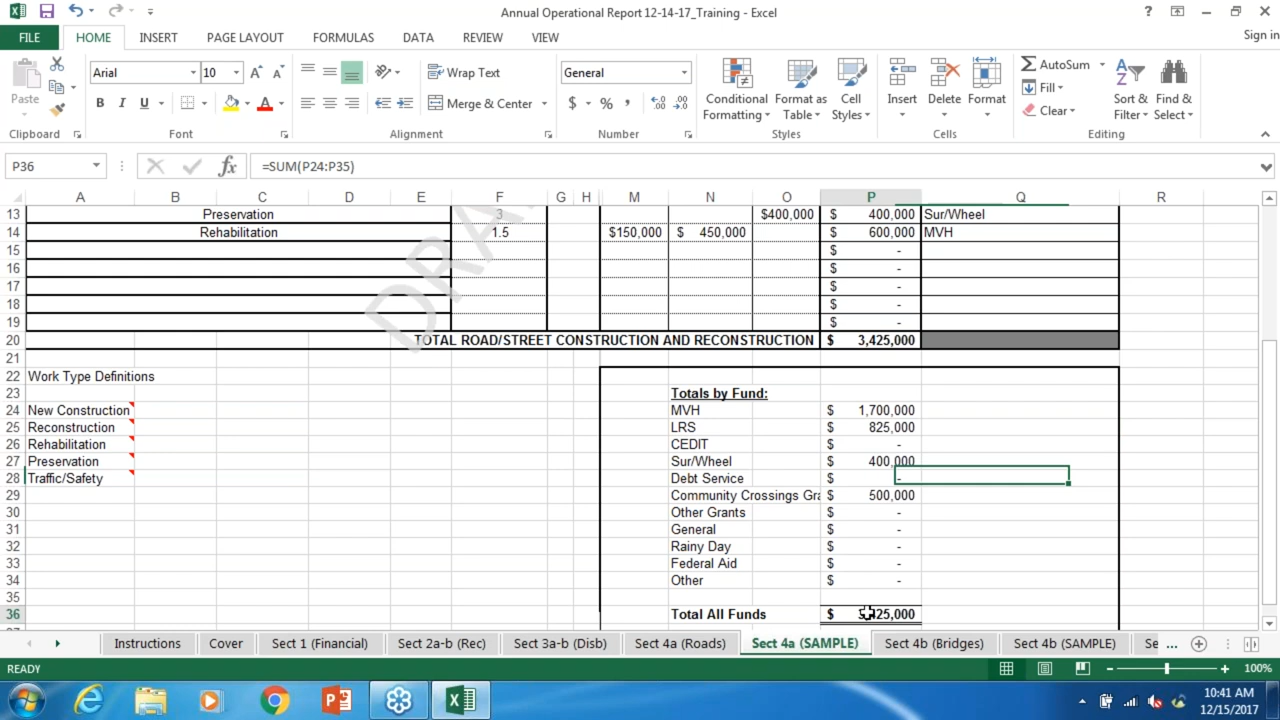 Annual Operational Report 12-14-17_Training - Excel
Sign in
FILE HOME INSERT PAGE LAYOUT FORMULAS DATA REVIEW VIEW
Paste
Arial 10
B I U
Wrap Text
Merge & Center
General
$ % ,
Conditional Formatting
Format as Table
Cell Styles
Insert Delete Format
AutoSum
Fill
Clear
Sort & Filter
Find & Select
Clipboard Font Alignment Number Styles Cells Editing
P36 fx =SUM(P24:P35)
A B C D E F G H M N O P Q R
13 Preservation 3 $400,000 $ 400,000 Sur/Wheel
14 Rehabilitation 1.5 $150,000 $ 450,000 $ 600,000 MVH
15 $ -
16 $ -
17 $ -
18 $ -
19 $ -
20 TOTAL ROAD/STREET CONSTRUCTION AND RECONSTRUCTION $ 3,425,000
21
22 Work Type Definitions
23 Totals by Fund:
24 New Construction MVH $ 1,700,000
25 Reconstruction LRS $ 825,000
26 Rehabilitation CEDIT $ -
27 Preservation Sur/Wheel $ 400,000
28 Traffic/Safety Debt Service $ -
29 Community Crossings Gra $ 500,000
30 Other Grants $ -
31 General $ -
32 Rainy Day $ -
33 Federal Aid $ -
34 Other $ -
35
36 Total All Funds $ 25,000
Instructions Cover Sect 1 (Financial) Sect 2a-b (Rec) Sect 3a-b (Disb) Sect 4a (Roads) Sect 4a (SAMPLE) Sect 4b (Bridges) Sect 4b (SAMPLE) Se ...
READY 100%
10:41 AM
12/15/2017